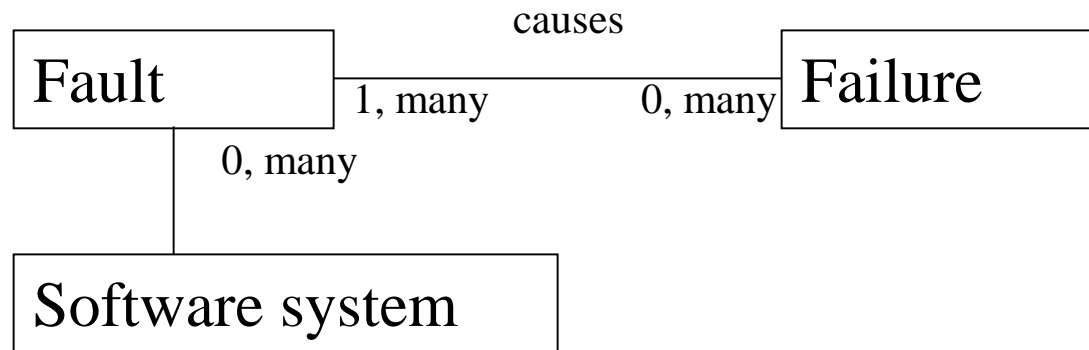 causes
Fault
Failure
1, many
0, many
0, many
Software system